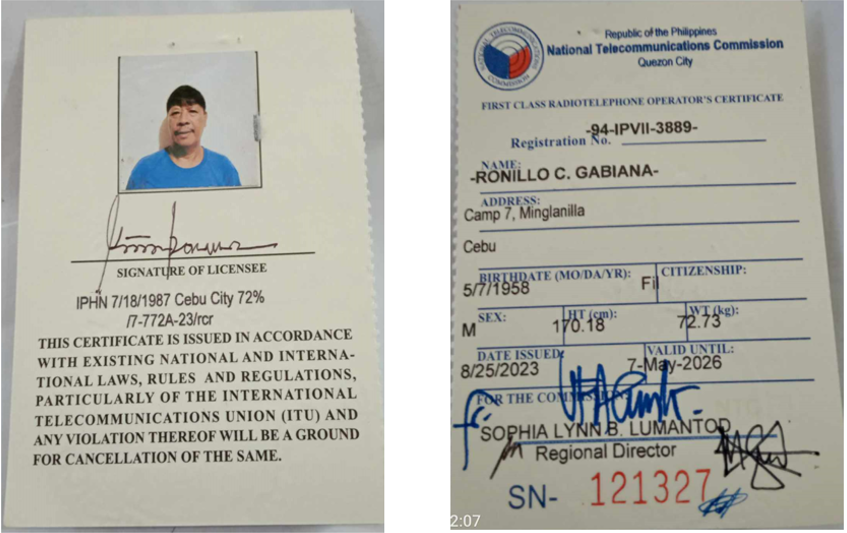 SIGNATURE OF LICENSEE
IPHN 7/18/1987 Cebu City 72%
/7-772A-23/rcr
THIS CERTIFICATE IS ISSUED IN ACCORDANCE
WITH EXISTING NATIONAL AND INTERNA-
TIONAL LAWS, RULES AND REGULATIONS,
PARTICULARLY OF THE INTERNATIONAL
TELECOMMUNICATIONS UNION (ITU) AND
ANY VIOLATION THEREOF WILL BE A GROUND
FOR CANCELLATION OF THE SAME.
NATIONAL TELECOMMUNICATIONS COMMISSION
Republic of the Philippines
National Telecommunications Commission
Quezon City
FIRST CLASS RADIOTELEPHONE OPERATOR'S CERTIFICATE
-94-IPVII-3889-
Registration No.
NAME:
-RONILLO C. GABIANA-
ADDRESS:
Camp 7, Minglanilla
Cebu
BIRTHDATE (MO/DA/YR): CITIZENSHIP:
5/7/1958 Fil
SEX: HT (cm): WT (kg):
M 170.18 72.73
DATE ISSUED: VALID UNTIL:
8/25/2023 7-May-2026
FOR THE
SOPHIA LYNN B. LUMANTOD
Regional Director
SN- 121327
2:07